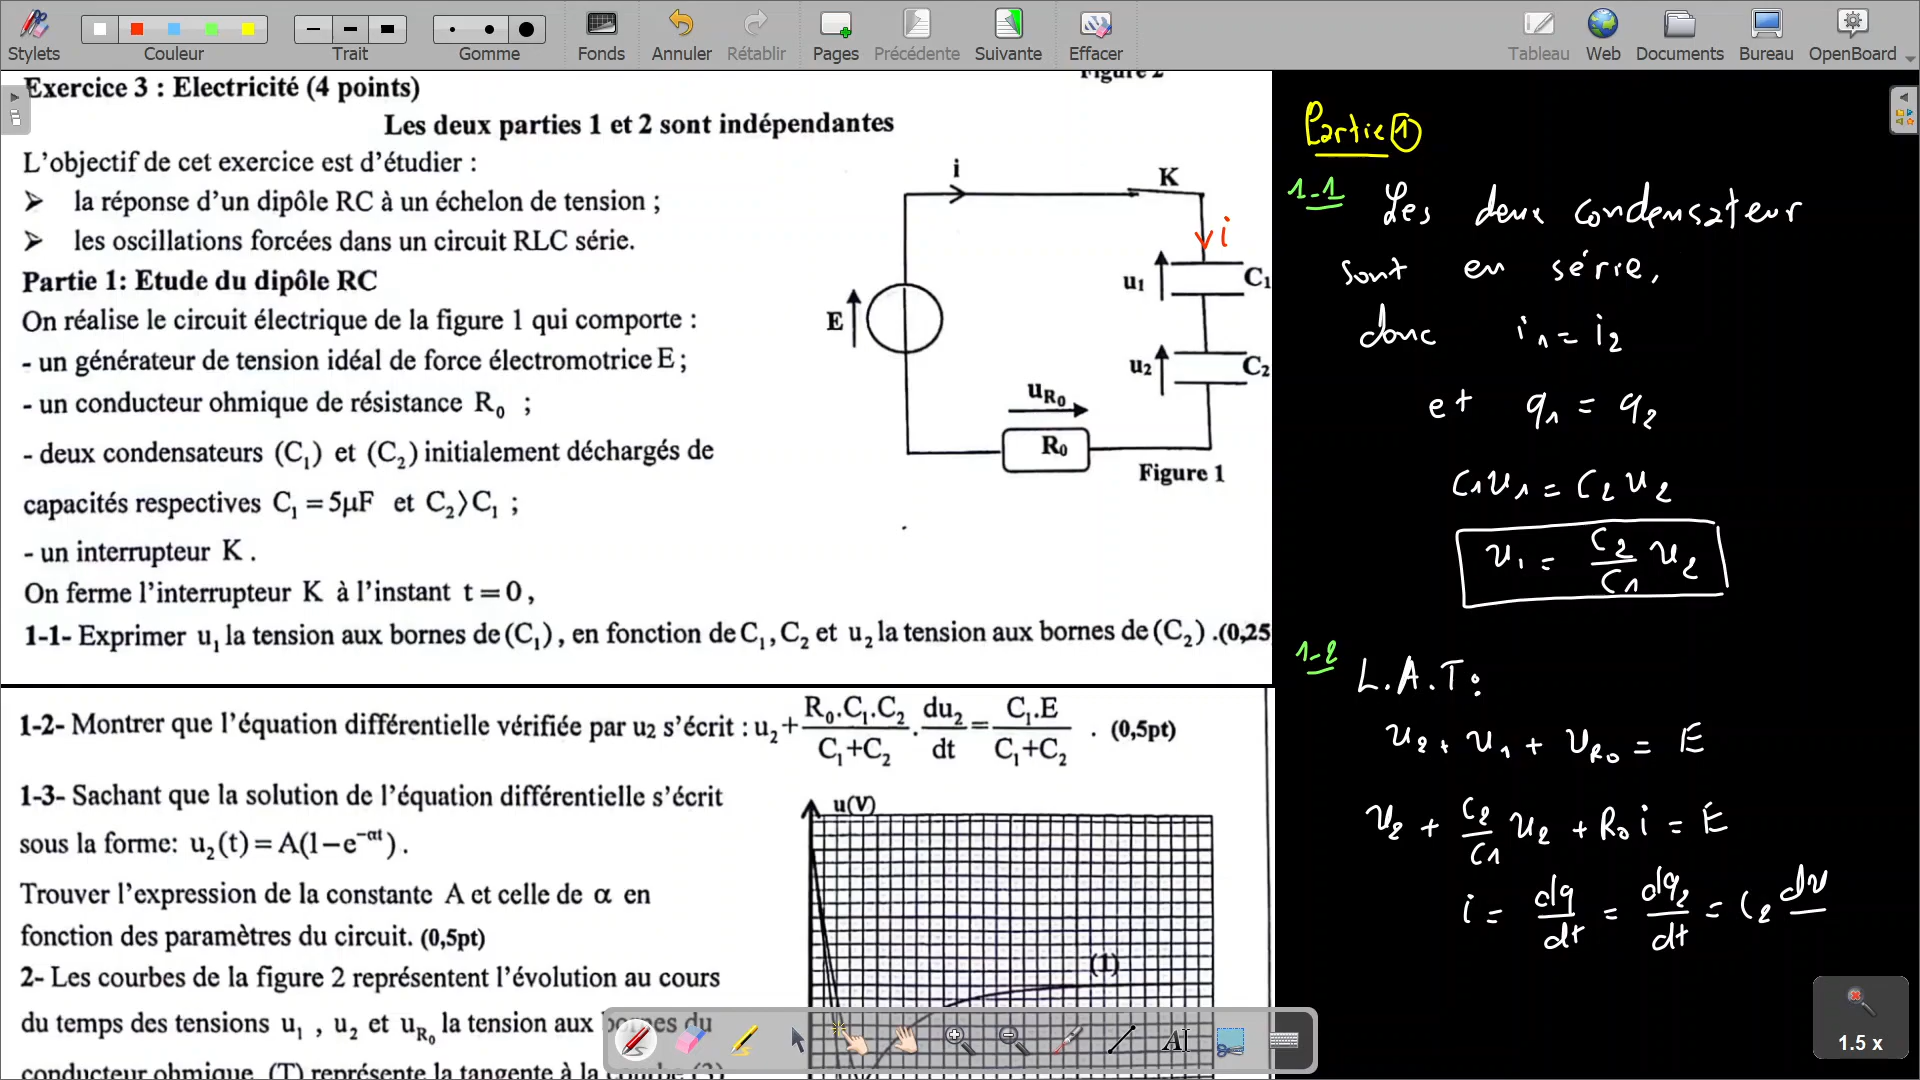 Stylets Couleur Trait Gomme Fonds Annuler Rétablir Pages Précédente Suivante Effacer Tableau Web Documents Bureau OpenBoard
Figure 2
Exercice 3 : Electricité (4 points)
Les deux parties 1 et 2 sont indépendantes
L'objectif de cet exercice est d'étudier :
➢ la réponse d'un dipôle RC à un échelon de tension ;
➢ les oscillations forcées dans un circuit RLC série.
Partie 1: Etude du dipôle RC
On réalise le circuit électrique de la figure 1 qui comporte :
- un générateur de tension idéal de force électromotrice E ;
- un conducteur ohmique de résistance R₀ ;
- deux condensateurs (C₁) et (C₂) initialement déchargés de
capacités respectives C₁ = 5µF et C₂⟩C₁ ;
- un interrupteur K .
On ferme l'interrupteur K à l'instant t = 0 ,
1-1- Exprimer u₁ la tension aux bornes de (C₁) , en fonction de C₁ , C₂ et u₂ la tension aux bornes de (C₂) .(0,25
i
K
i
u₁
C₁
E
u₂
C₂
uR₀
R₀
Figure 1
1-2- Montrer que l'équation différentielle vérifiée par u₂ s'écrit : u₂ + R₀.C₁.C₂/C₁+C₂ . du₂/dt = C₁.E/C₁+C₂ . (0,5pt)
1-3- Sachant que la solution de l'équation différentielle s'écrit
sous la forme: u₂(t) = A(1−e^−αt) .
Trouver l'expression de la constante A et celle de α en
fonction des paramètres du circuit. (0,5pt)
2- Les courbes de la figure 2 représentent l'évolution au cours
du temps des tensions u₁ , u₂ et uR₀ la tension aux bornes du
conducteur ohmique. (T) représente la tangente à la courbe (3)
u(V)
(1)
Partie 1
1-1 Les deux condensateur
sont en série,
donc i₁ = i₂
et q₁ = q₂
C₁u₁ = C₂u₂
u₁ = C₂/C₁ u₂
1-2 L.A.T:
u₂ + u₁ + UR₀ = E
u₂ + C₂/C₁ u₂ + R₀ i = E
i = dq/dt = dq₂/dt = C₂ du
1.5 x